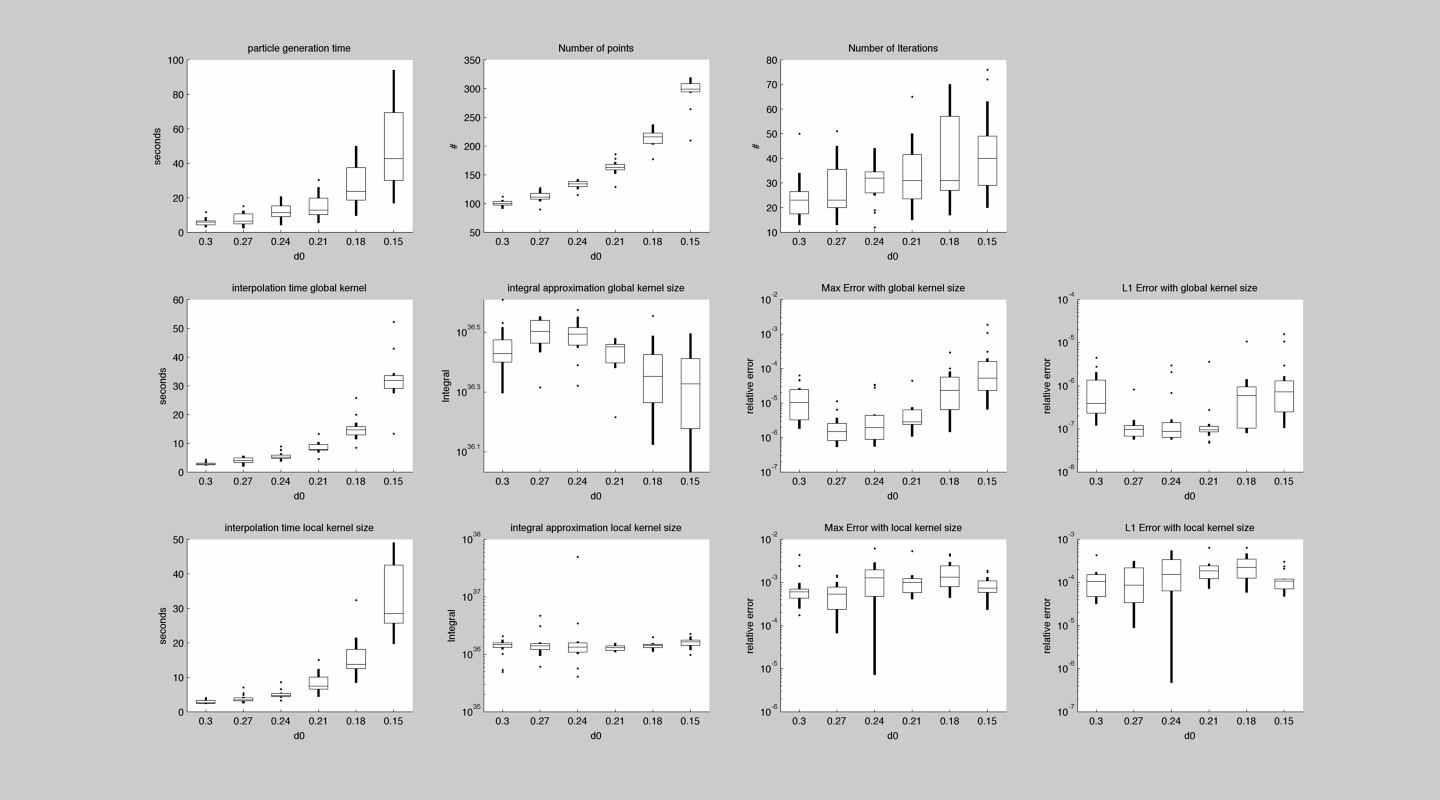 particle generation time
100
80
60
40
20
0
seconds
0.3 0.27 0.24 0.21 0.18 0.15
d0
Number of points
350
300
250
200
150
100
50
#
0.3 0.27 0.24 0.21 0.18 0.15
d0
Number of Iterations
80
70
60
50
40
30
20
10
#
0.3 0.27 0.24 0.21 0.18 0.15
d0
interpolation time global kernel
60
50
40
30
20
10
0
seconds
0.3 0.27 0.24 0.21 0.18 0.15
d0
integral approximation global kernel size
10^36.5
10^36.3
10^36.1
Integral
0.3 0.27 0.24 0.21 0.18 0.15
d0
Max Error with global kernel size
10^-2
10^-3
10^-4
10^-5
10^-6
10^-7
relative error
0.3 0.27 0.24 0.21 0.18 0.15
d0
L1 Error with global kernel size
10^-4
10^-5
10^-6
10^-7
10^-8
relative error
0.3 0.27 0.24 0.21 0.18 0.15
d0
interpolation time local kernel size
50
40
30
20
10
0
seconds
0.3 0.27 0.24 0.21 0.18 0.15
d0
integral approximation local kernel size
10^38
10^37
10^36
10^35
Integral
0.3 0.27 0.24 0.21 0.18 0.15
d0
Max Error with local kernel size
10^-2
10^-3
10^-4
10^-5
10^-6
relative error
0.3 0.27 0.24 0.21 0.18 0.15
d0
L1 Error with local kernel size
10^-3
10^-4
10^-5
10^-6
10^-7
relative error
0.3 0.27 0.24 0.21 0.18 0.15
d0